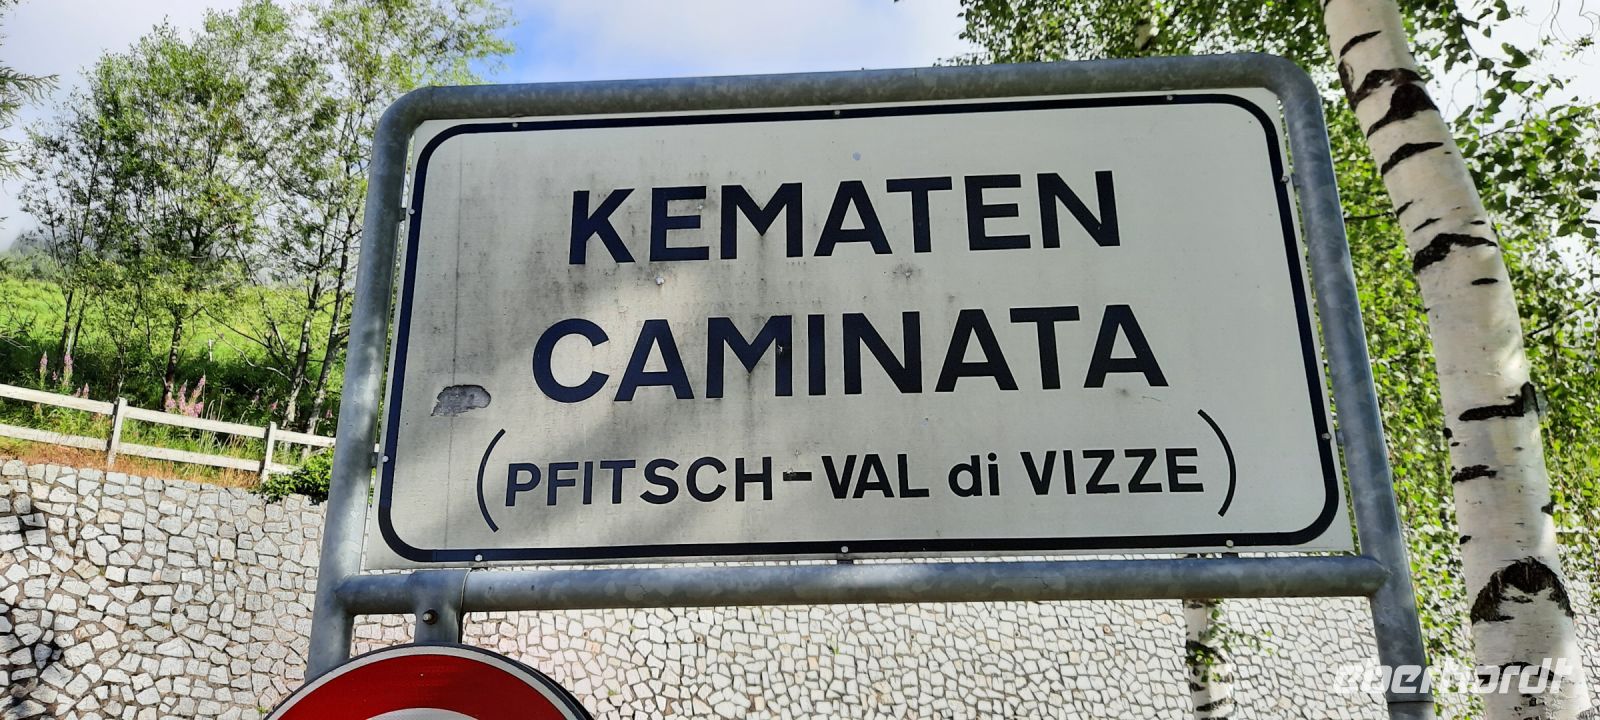 KEMATEN
CAMINATA
(PFITSCH-VAL di VIZZE)
eberhardt